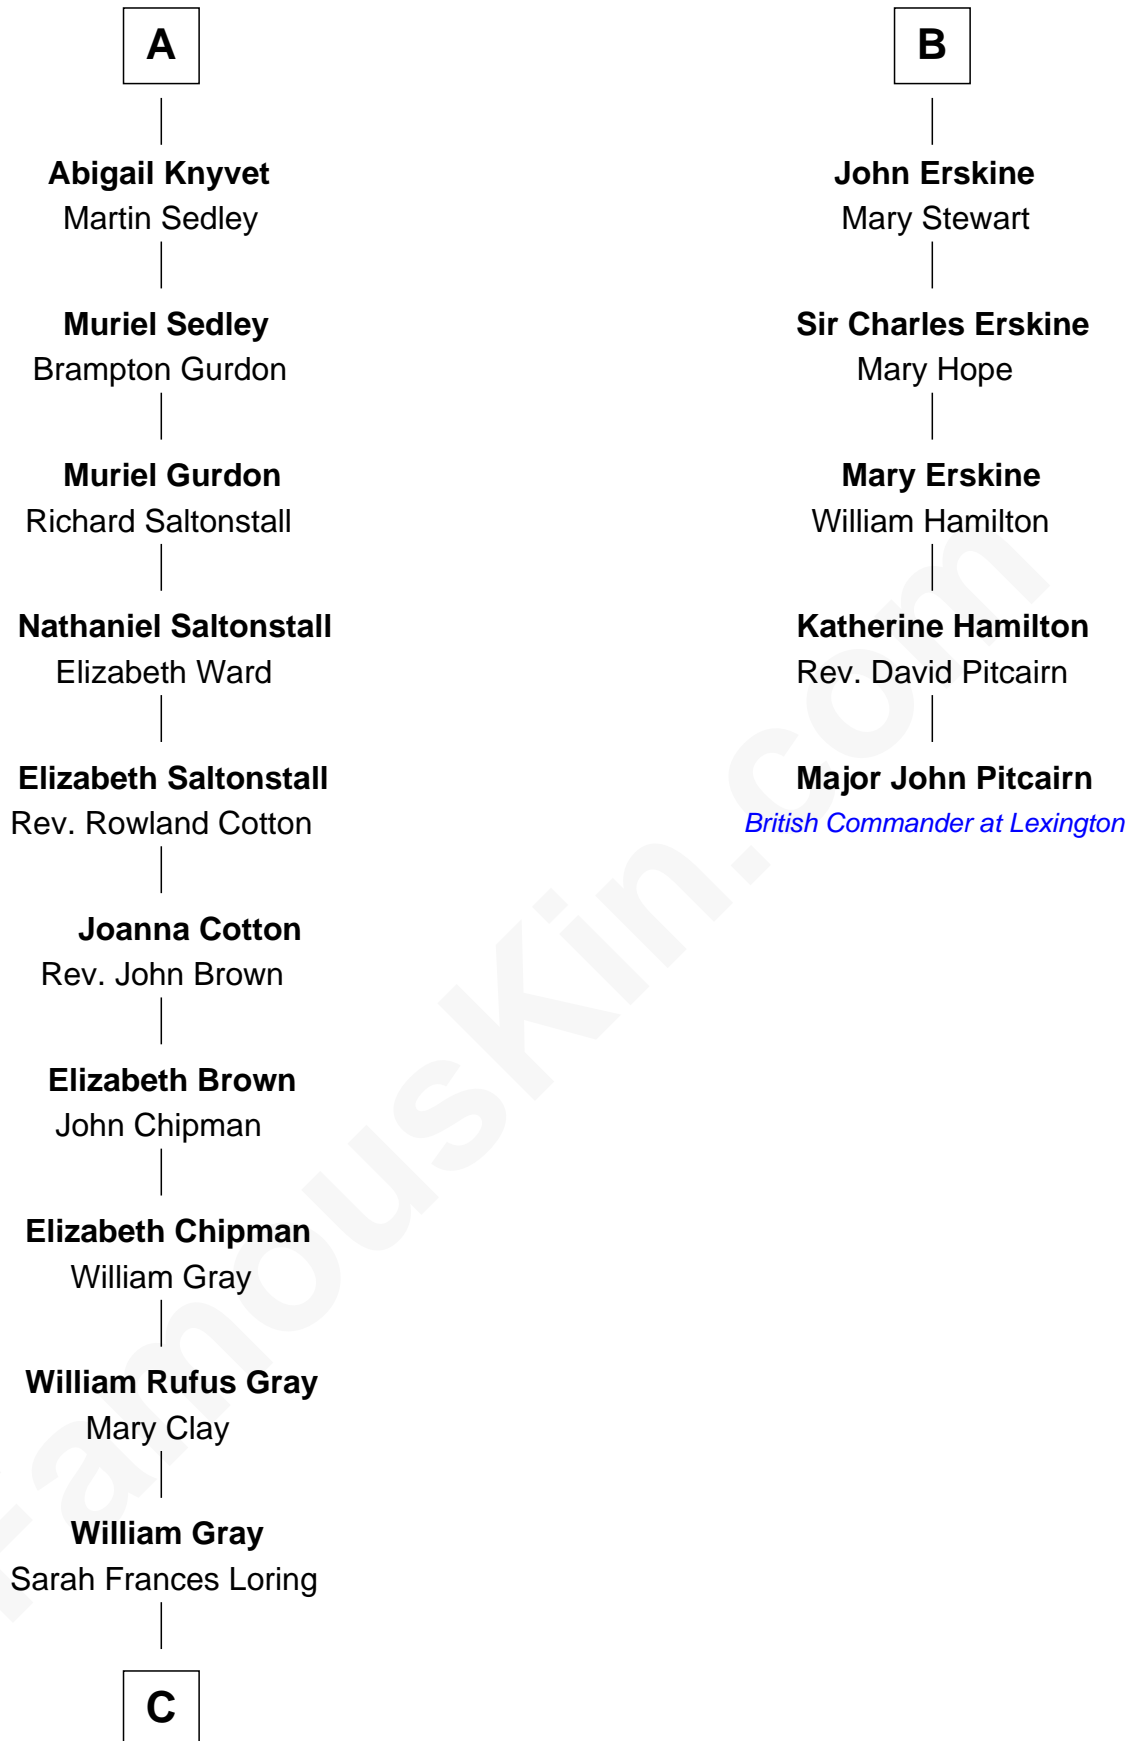 A
Abigail Knyvet
Martin Sedley
Muriel Sedley
Brampton Gurdon
Muriel Gurdon
Richard Saltonstall
Nathaniel Saltonstall
Elizabeth Ward
Elizabeth Saltonstall
Rev. Rowland Cotton
Joanna Cotton
Rev. John Brown
Elizabeth Brown
John Chipman
Elizabeth Chipman
William Gray
William Rufus Gray
Mary Clay
William Gray
Sarah Frances Loring
C
B
John Erskine
Mary Stewart
Sir Charles Erskine
Mary Hope
Mary Erskine
William Hamilton
Katherine Hamilton
Rev. David Pitcairn
Major John Pitcairn
British Commander at Lexington
FamousKin.com